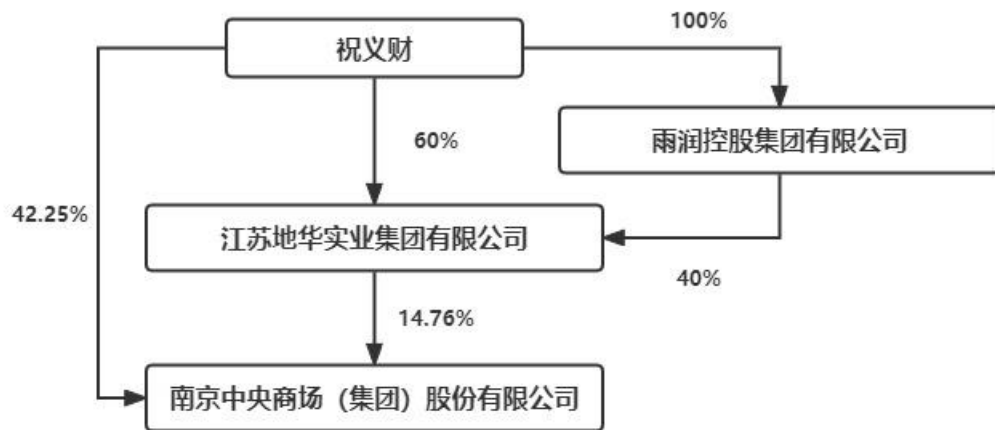 100%
祝义财
雨润控股集团有限公司
60%
42.25%
江苏地华实业集团有限公司
40%
14.76%
南京中央商场（集团）股份有限公司